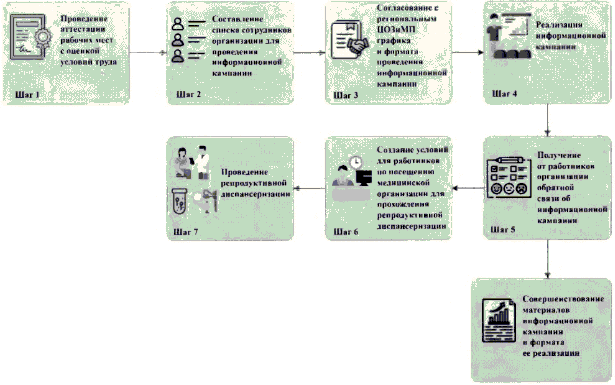 Проведение
аттестации
рабочих мест
с оценкой
условий труда
Шаг 1
Составление
списка сотрудников
организации для
проведения
информационной
кампании
Шаг 2
Согласование с
региональным
ЦОЗиМП
графика
и формата
проведения
информационной
кампании
Шаг 3
Реализация
информационной
кампании
Шаг 4
Получение
от работников
организации
обратной
связи об
информационной
кампании
Шаг 5
Создание условий
для работников
по посещению
медицинской
организации для
прохождения
репродуктивной
диспансеризации
Шаг 6
Проведение
репродуктивной
диспансеризации
Шаг 7
Совершенствование
материалов
информационной
кампании
и формата
ее реализации